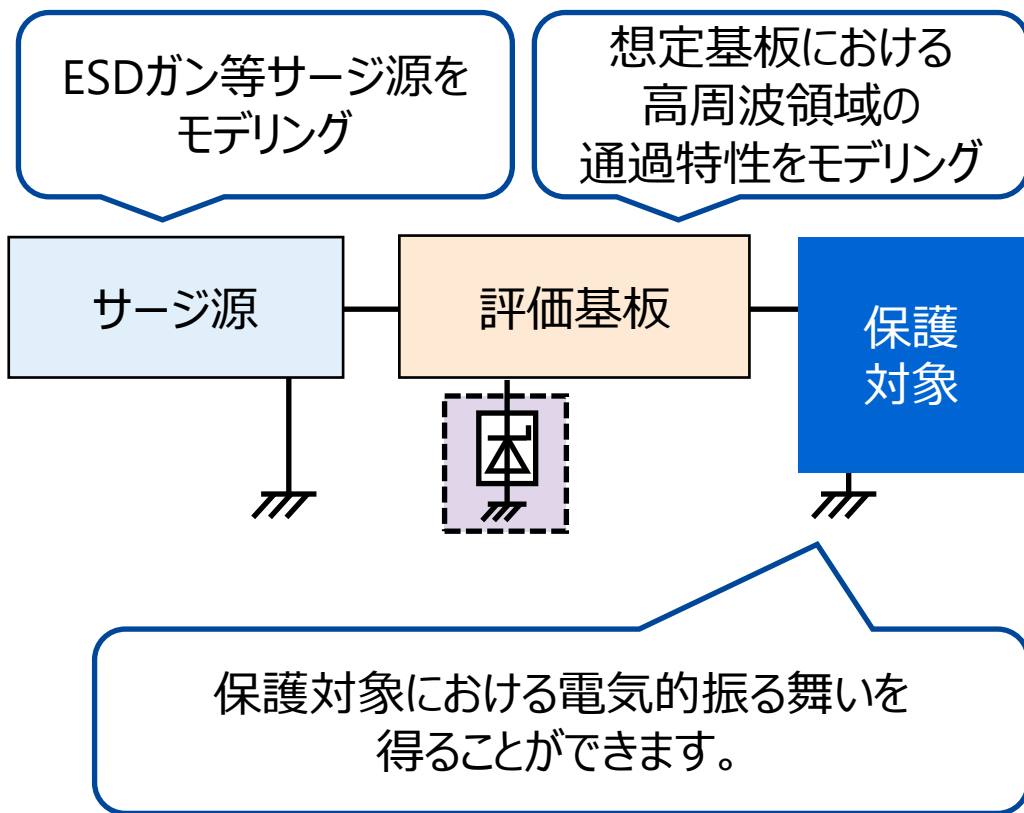 ESDガン等サージ源を
モデリング
想定基板における
高周波領域の
通過特性をモデリング
サージ源
評価基板
保護
対象
保護対象における電気的振る舞いを
得ることができます。